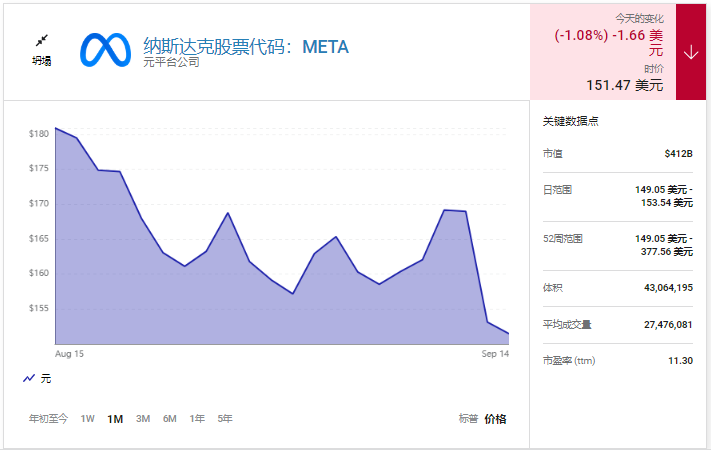 坍塌
纳斯达克股票代码：META
元平台公司
今天的变化
(-1.08%) -1.66 美
元
时价
151.47 美元
$180
$175
$170
$165
$160
$155
Aug 15
Sep 14
元
年初至今 1W 1M 3M 6M 1年 5年
标普 价格
关键数据点
市值 $412B
日范围 149.05 美元 -
153.54 美元
52周范围 149.05 美元 -
377.56 美元
体积 43,064,195
平均成交量 27,476,081
市盈率 (ttm) 11.30